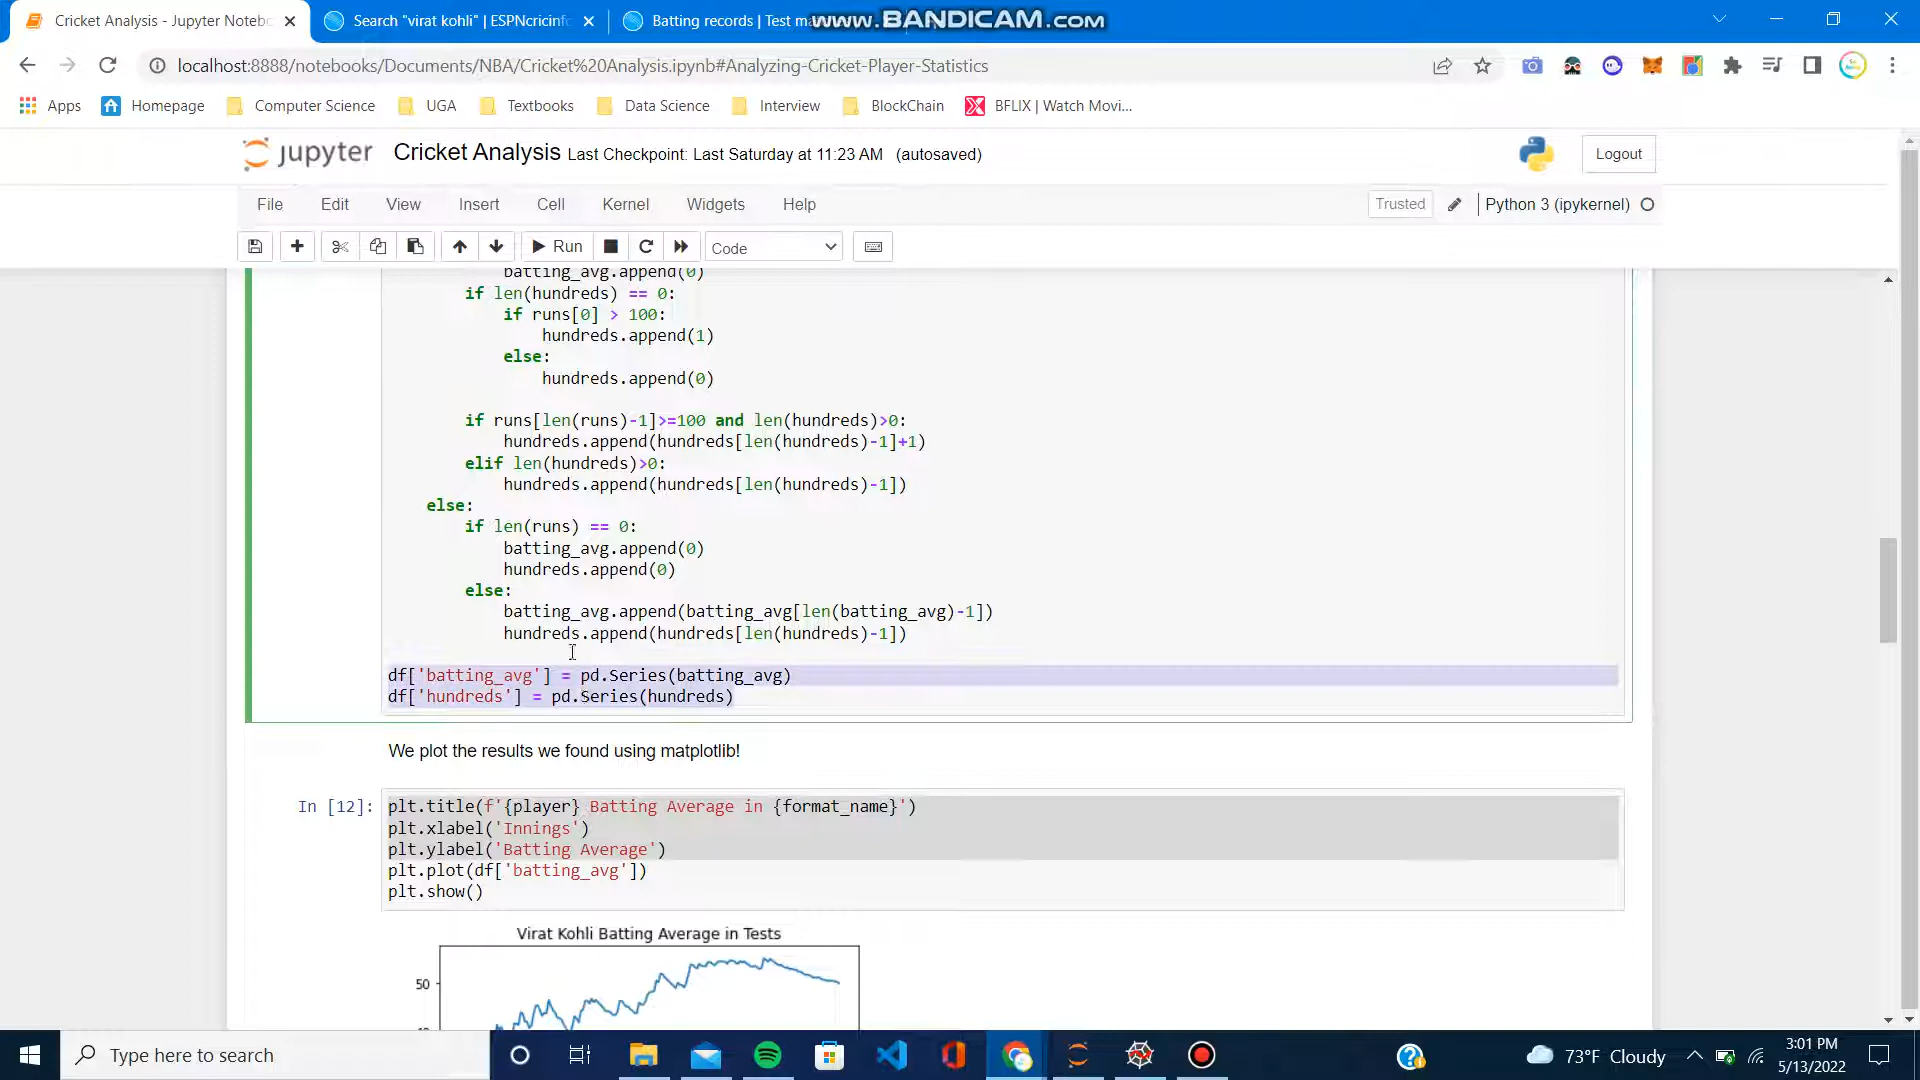 Cricket Analysis - Jupyter Notebo
Search "virat kohli" | ESPNcricinfo
Batting records | Test ma
www.BANDICAM.com
localhost:8888/notebooks/Documents/NBA/Cricket%20Analysis.ipynb#Analyzing-Cricket-Player-Statistics
Apps
Homepage
Computer Science
UGA
Textbooks
Data Science
Interview
BlockChain
BFLIX | Watch Movi...
jupyter
Cricket Analysis Last Checkpoint: Last Saturday at 11:23 AM (autosaved)
Logout
File Edit View Insert Cell Kernel Widgets Help
Trusted
Python 3 (ipykernel)
Run
Code
batting_avg.append(0)
if len(hundreds) == 0:
if runs[0] > 100:
hundreds.append(1)
else:
hundreds.append(0)
if runs[len(runs)-1]>=100 and len(hundreds)>0:
hundreds.append(hundreds[len(hundreds)-1]+1)
elif len(hundreds)>0:
hundreds.append(hundreds[len(hundreds)-1])
else:
if len(runs) == 0:
batting_avg.append(0)
hundreds.append(0)
else:
batting_avg.append(batting_avg[len(batting_avg)-1])
hundreds.append(hundreds[len(hundreds)-1])
df['batting_avg'] = pd.Series(batting_avg)
df['hundreds'] = pd.Series(hundreds)
We plot the results we found using matplotlib!
In [12]:
plt.title(f'{player} Batting Average in {format_name}')
plt.xlabel('Innings')
plt.ylabel('Batting Average')
plt.plot(df['batting_avg'])
plt.show()
Virat Kohli Batting Average in Tests
50
Type here to search
73°F Cloudy
3:01 PM
5/13/2022